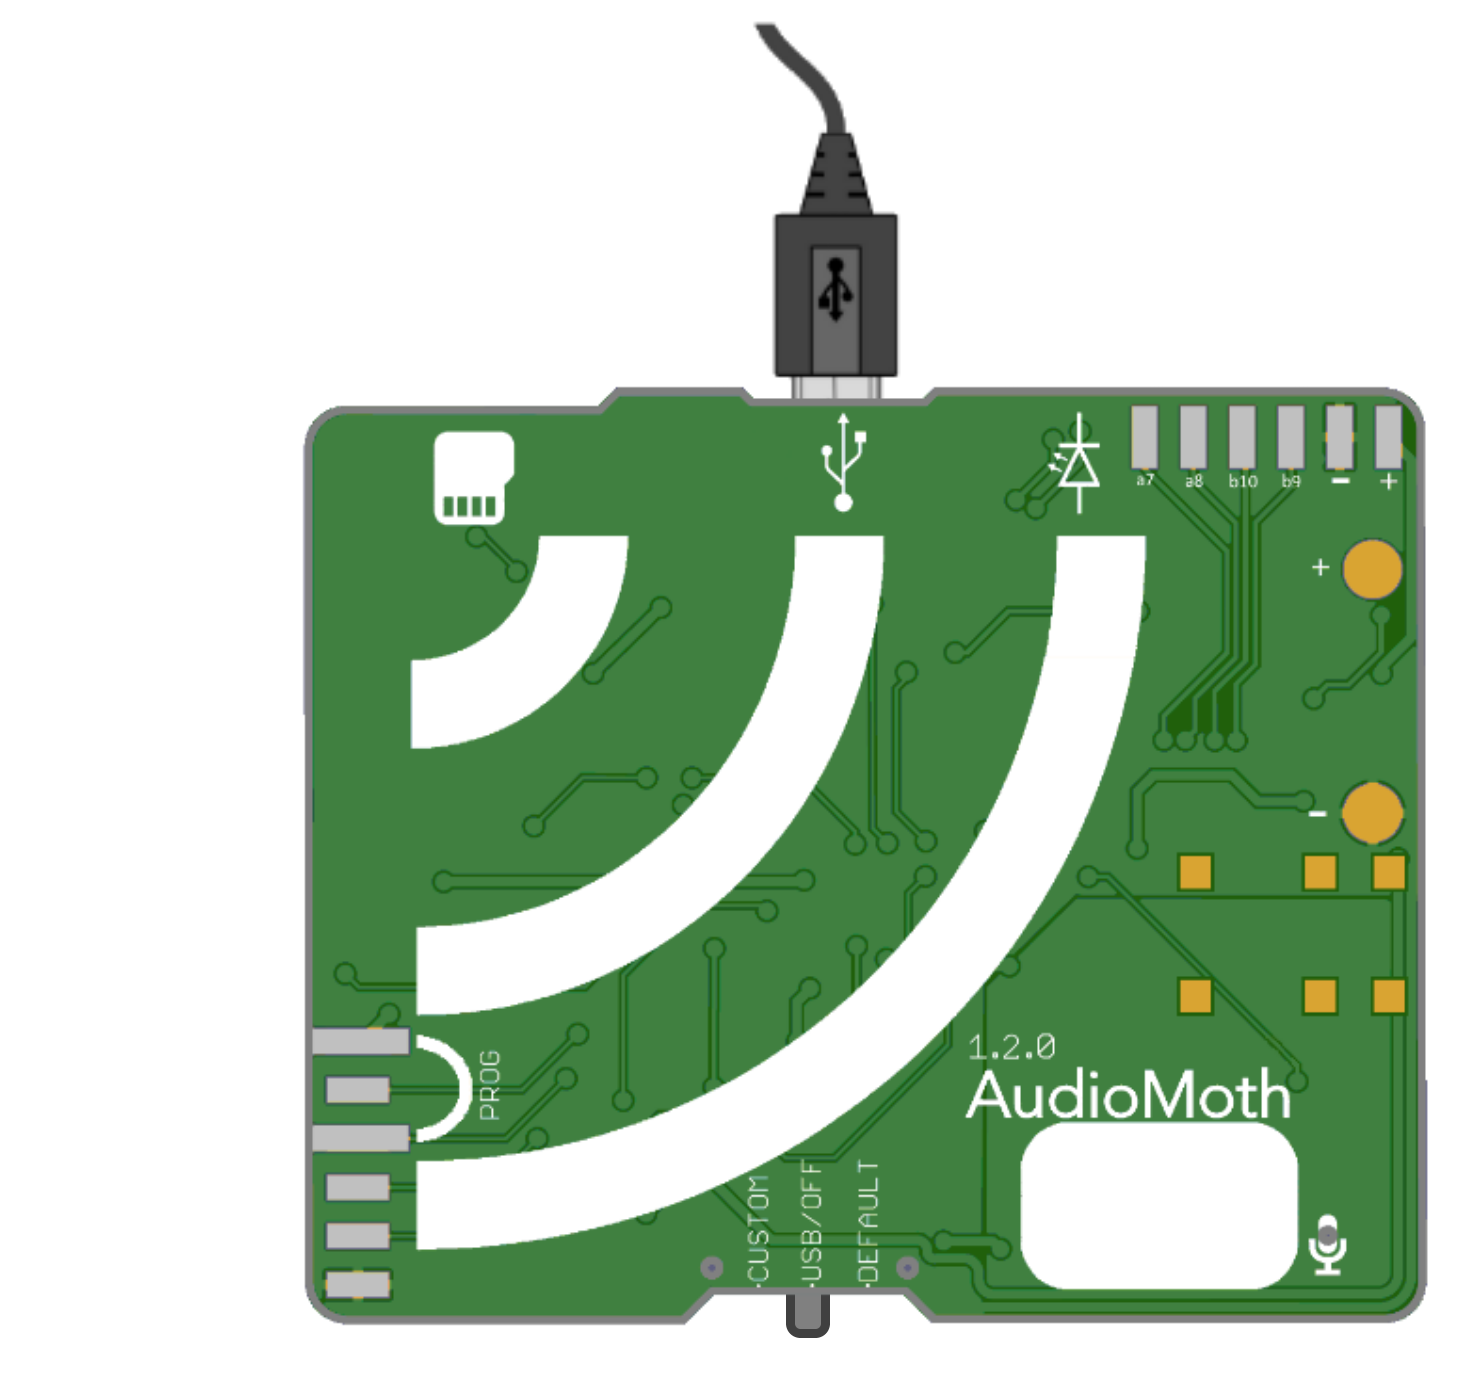 a7 a8 b10 b9 - +
+
-
PROG
1.2.0
AudioMoth
·CUSTOM
·USB/OFF
·DEFAULT